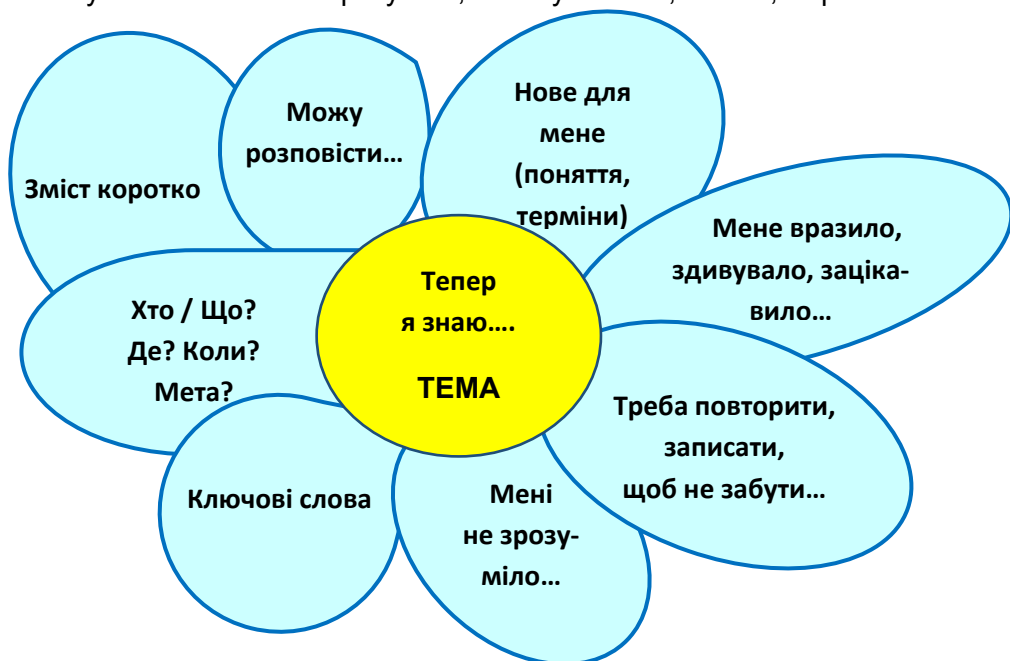 Можу
розповісти…
Нове для
мене
(поняття,
терміни)
Зміст коротко
Мене вразило,
здивувало, заціка-
вило…
Тепер
я знаю….
ТЕМА
Хто / Що?
Де? Коли?
Мета?
Треба повторити,
записати,
щоб не забути…
Ключові слова
Мені
не зрозу-
міло…